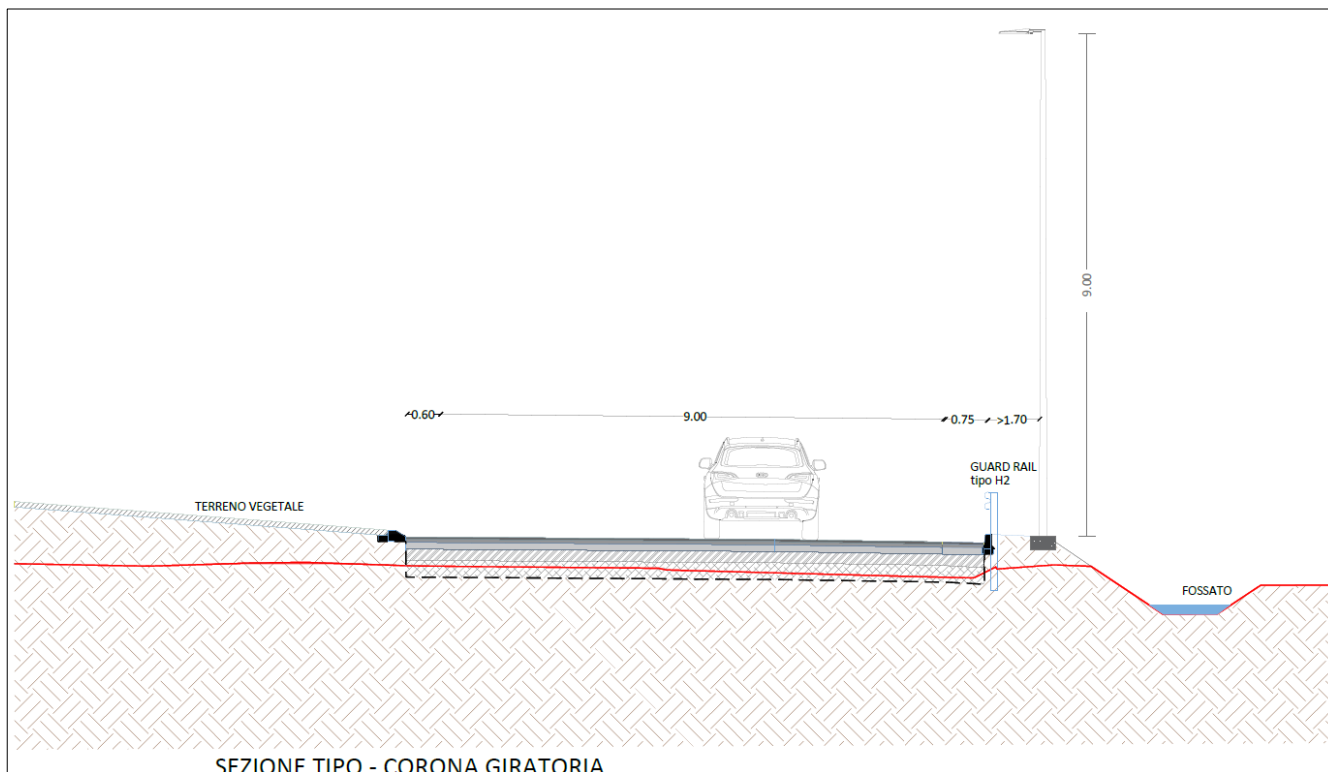 9.00
0.60
9.00
0.75
>1.70
GUARD RAIL
tipo H2
TERRENO VEGETALE
FOSSATO
SEZIONE TIPO - CORONA GIRATORIA